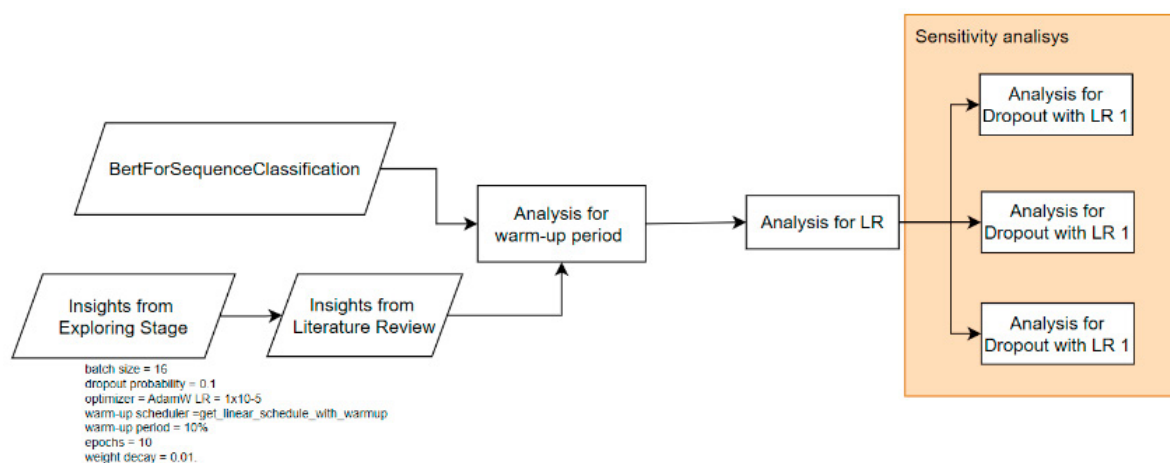 Sensitivity analisys
Analysis for
Dropout with LR 1
BertForSequenceClassification
Analysis for
warm-up period
Analysis for LR
Analysis for
Dropout with LR 1
Insights from
Exploring Stage
Insights from
Literature Review
Analysis for
Dropout with LR 1
batch size = 16
dropout probability = 0.1
optimizer = AdamW LR = 1x10-5
warm-up scheduler =get_linear_schedule_with_warmup
warm-up period = 10%
epochs = 10
weight decay = 0.01.